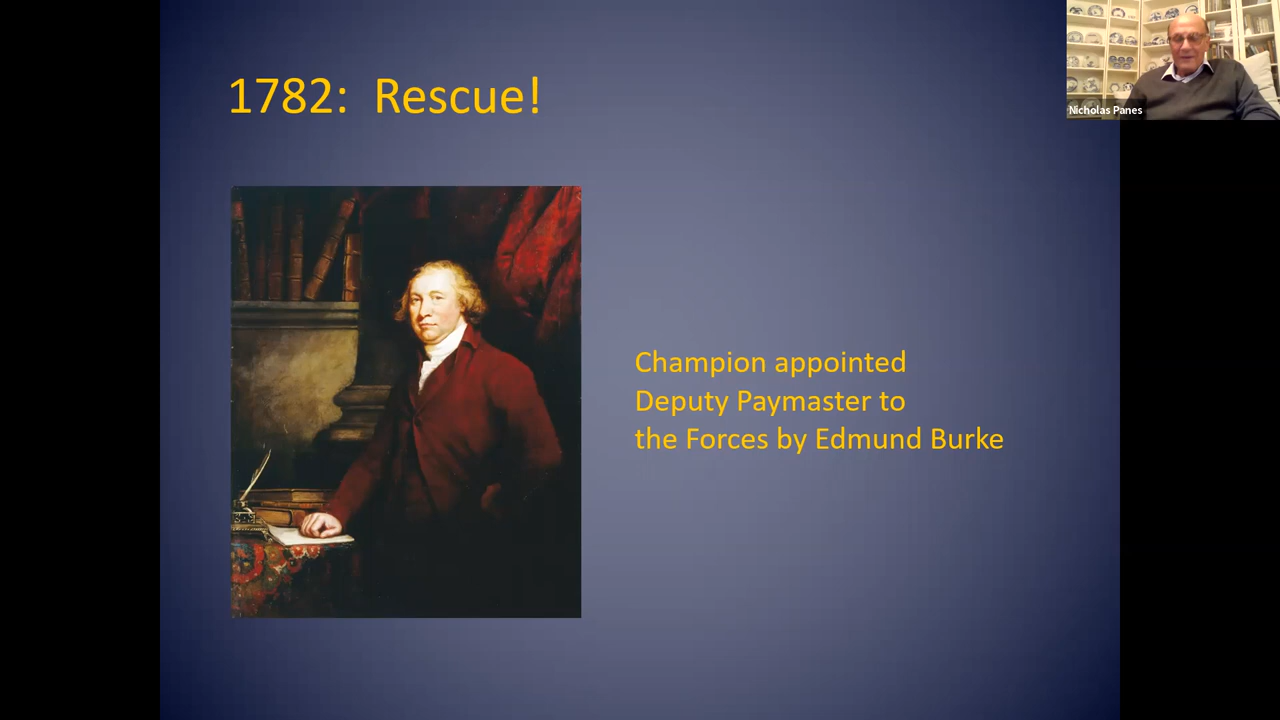 1782: Rescue!
Champion appointed
Deputy Paymaster to
the Forces by Edmund Burke
Nicholas Panes